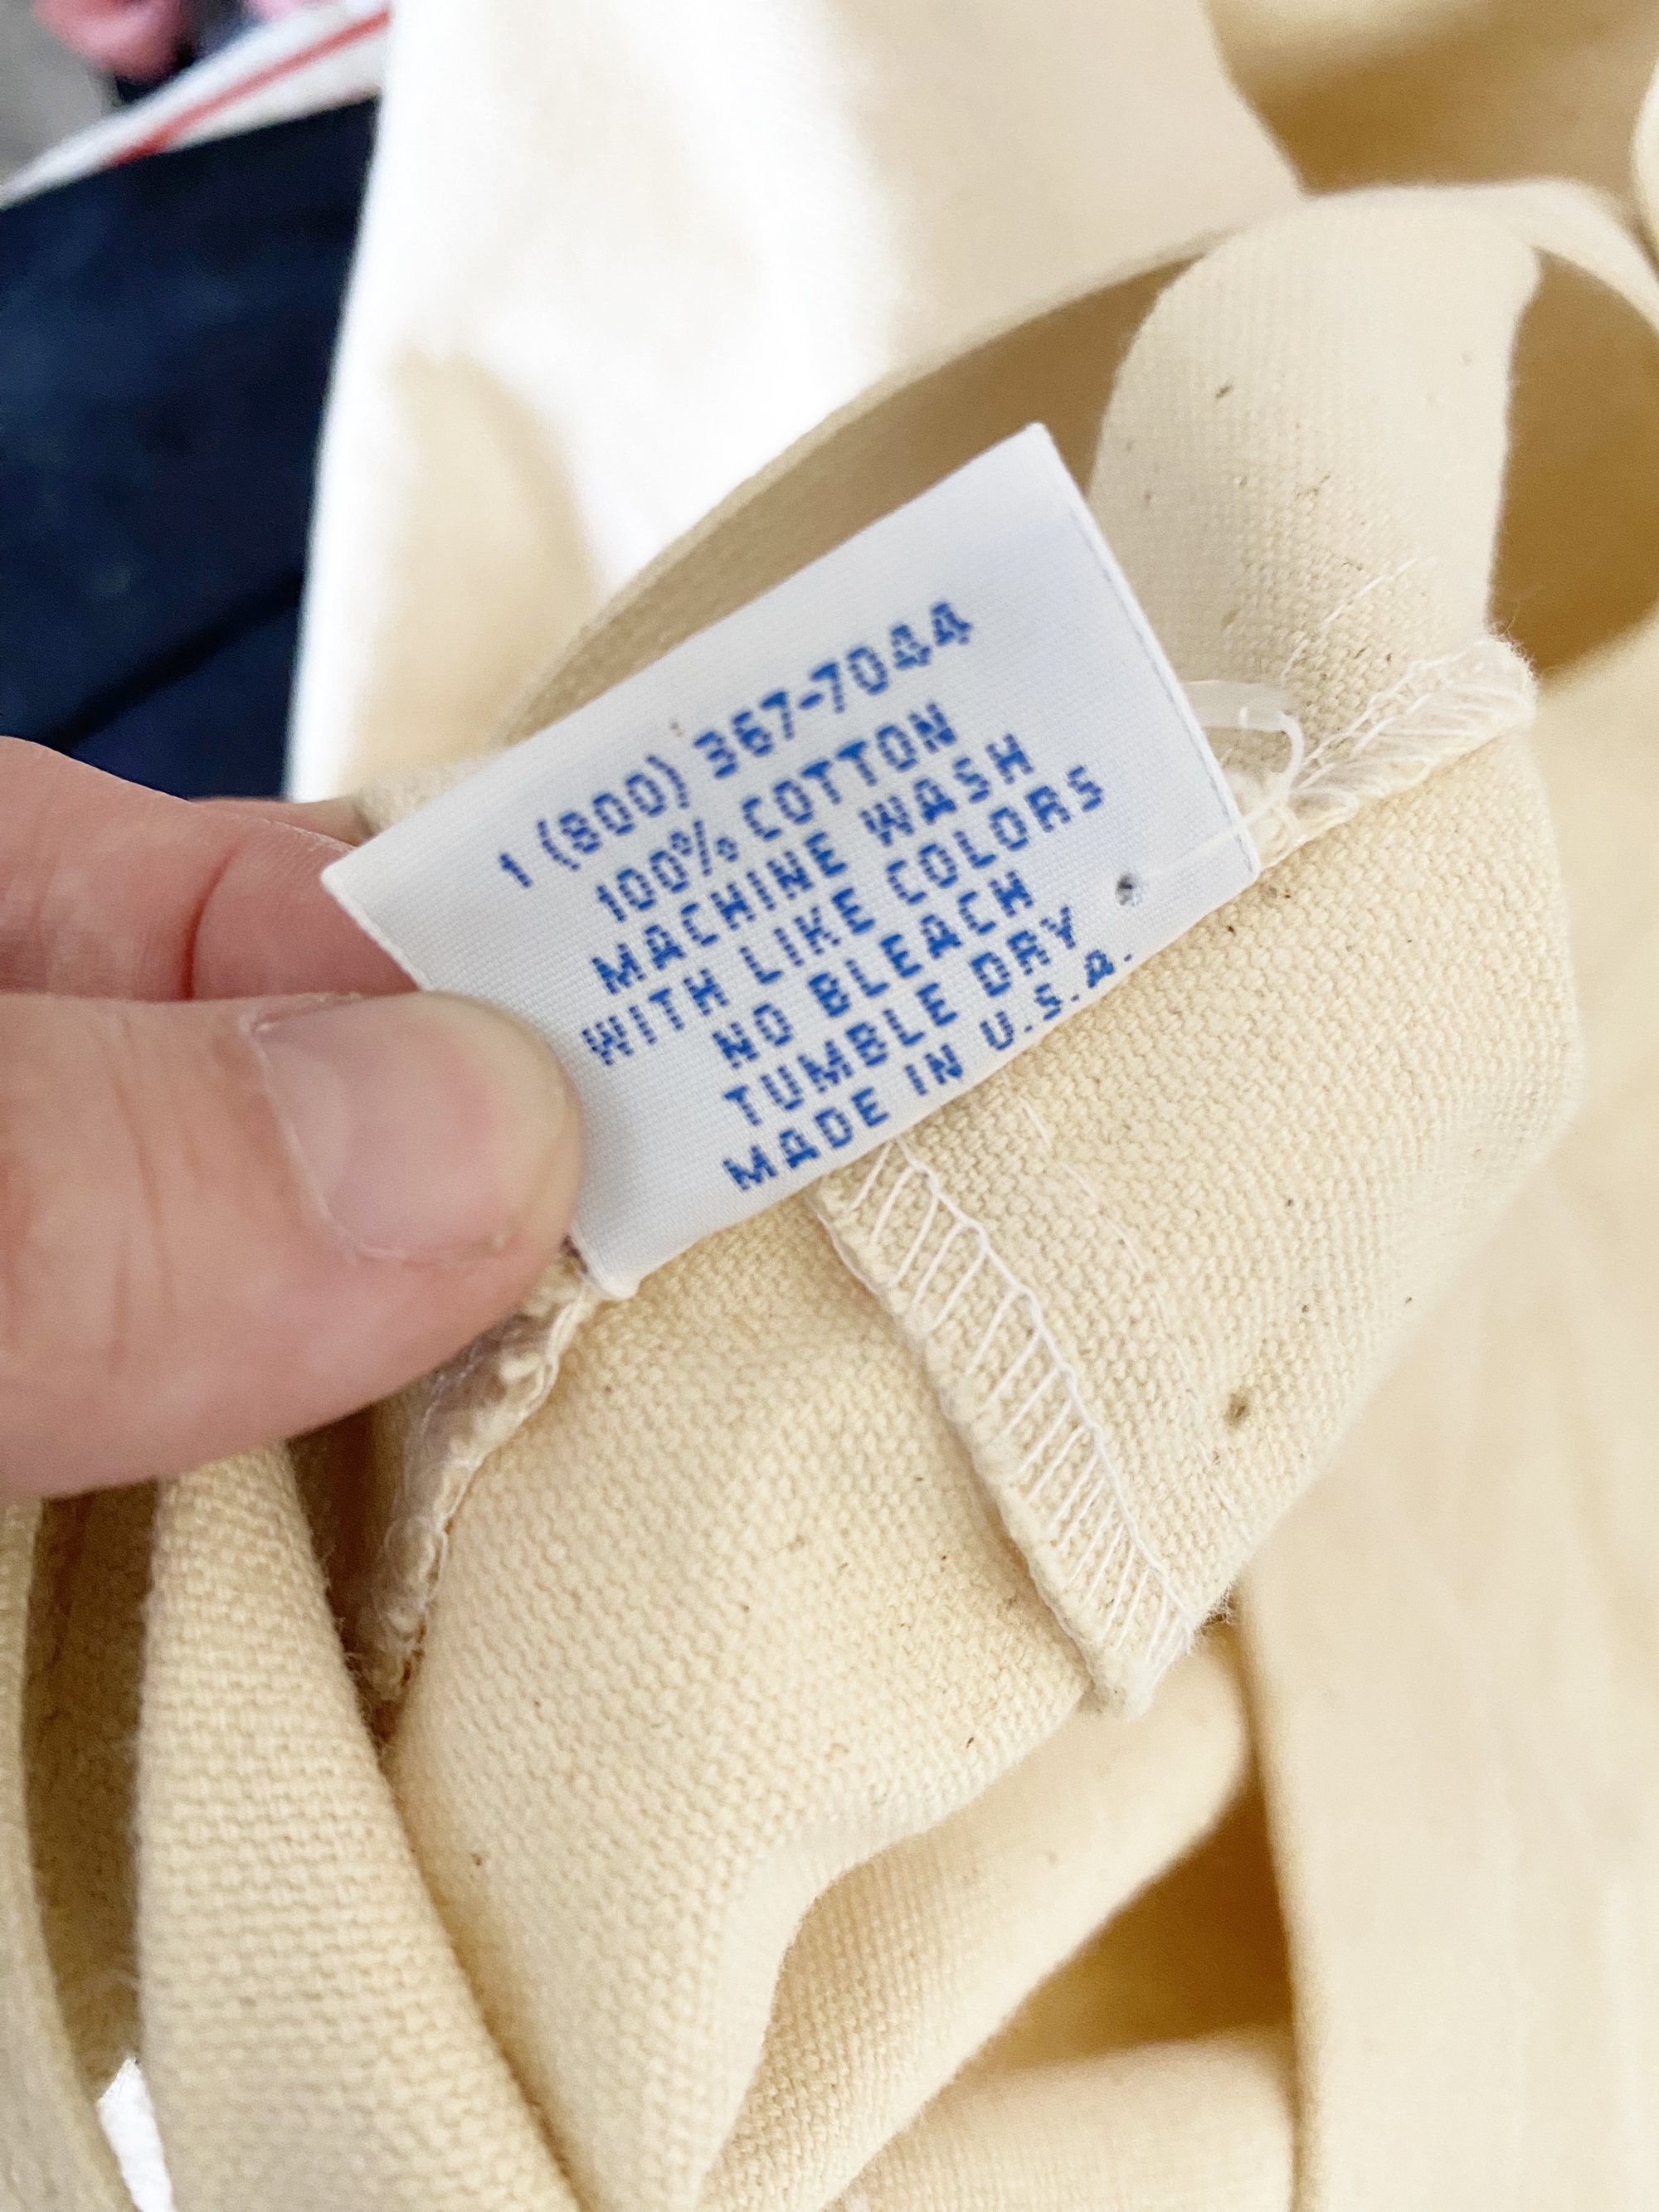 1 (800) 367-7044
100% COTTON
MACHINE WASH
WITH LIKE COLORS
NO BLEACH
TUMBLE DRY
MADE IN U.S.A.